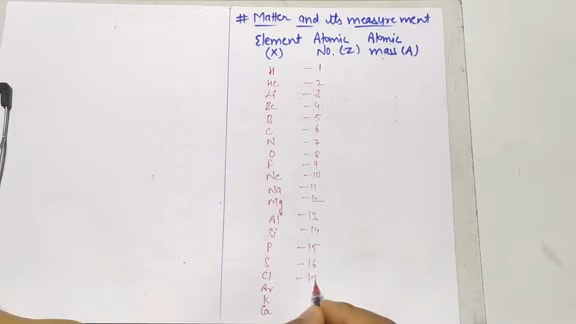 # Matter and its measurement
Element Atomic Atomic
(X) No. (Z) mass (A)
H - 1
He - 2
Li - 3
Be - 4
B - 5
C - 6
N - 7
O - 8
F - 9
Ne - 10
Na - 11
Mg - 12
Al - 13
Si - 14
P - 15
S - 16
Cl - 17
Ar
K
Ca